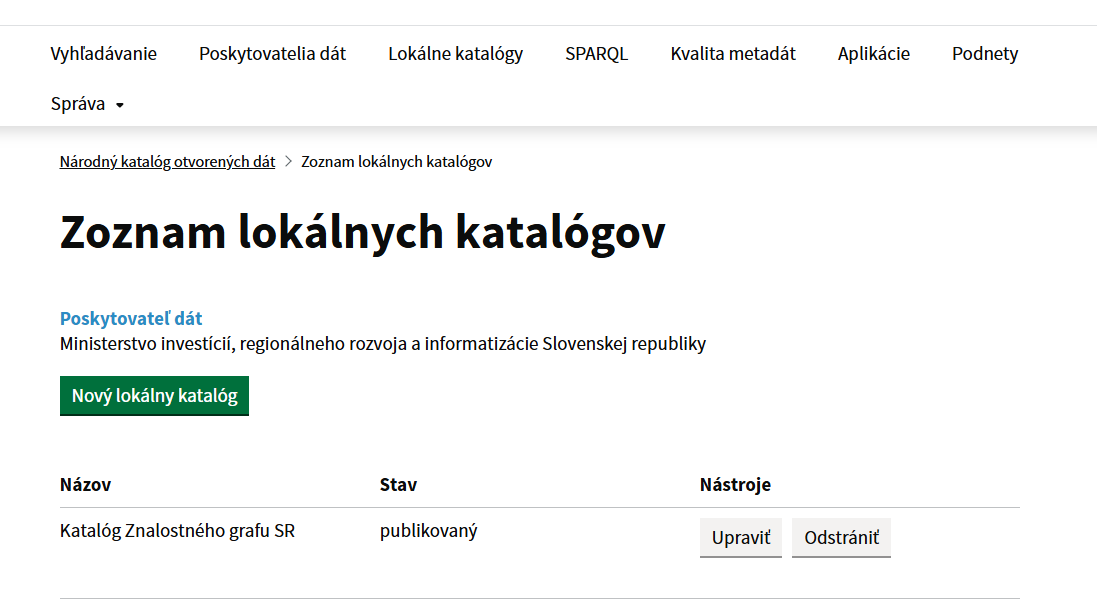 Vyhľadávanie Poskytovatelia dát Lokálne katalógy SPARQL Kvalita metadát Aplikácie Podnety
Správa
Národný katalóg otvorených dát Zoznam lokálnych katalógov
Zoznam lokálnych katalógov
Poskytovateľ dát
Ministerstvo investícií, regionálneho rozvoja a informatizácie Slovenskej republiky
Nový lokálny katalóg
Názov Stav Nástroje
Katalóg Znalostného grafu SR publikovaný Upraviť Odstrániť